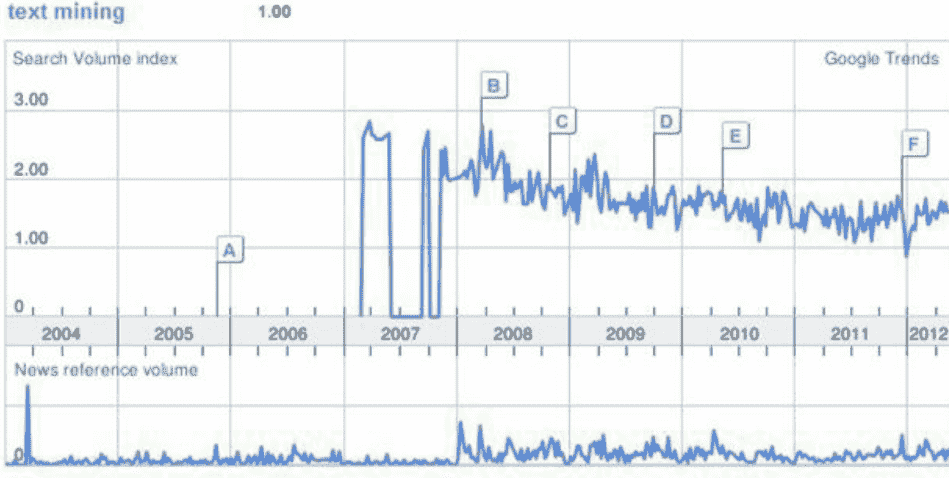 text mining 1.00
Search Volume index Google Trends
3.00
B
C D
E
F
2.00
1.00
A
0
2004 2005 2006 2007 2008 2009 2010 2011 2012
News reference volume
0